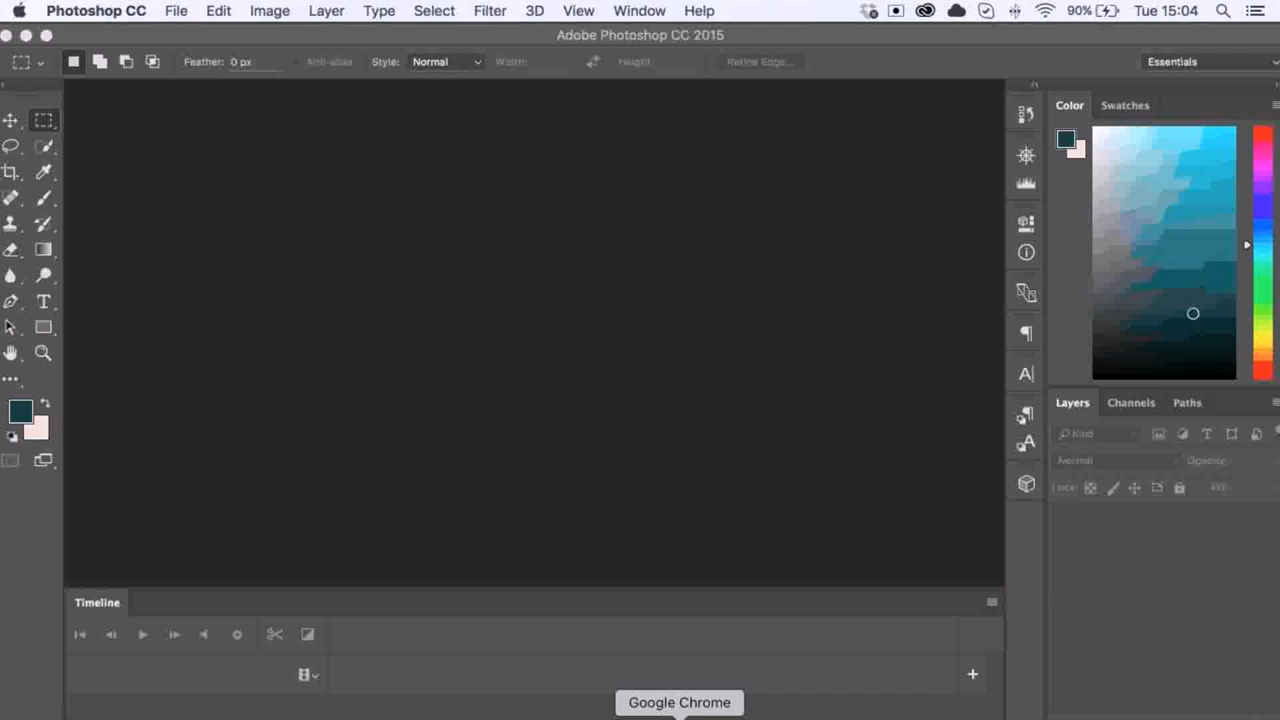 Photoshop CC File Edit Image Layer Type Select Filter 3D View Window Help 90% Tue 15:04
Adobe Photoshop CC 2015
Feather: 0 px Anti-alias Style: Normal Width: Height: Refine Edge... Essentials
Color Swatches
Layers Channels Paths
Kind
Normal Opacity:
Lock: Fill:
Timeline
Google Chrome